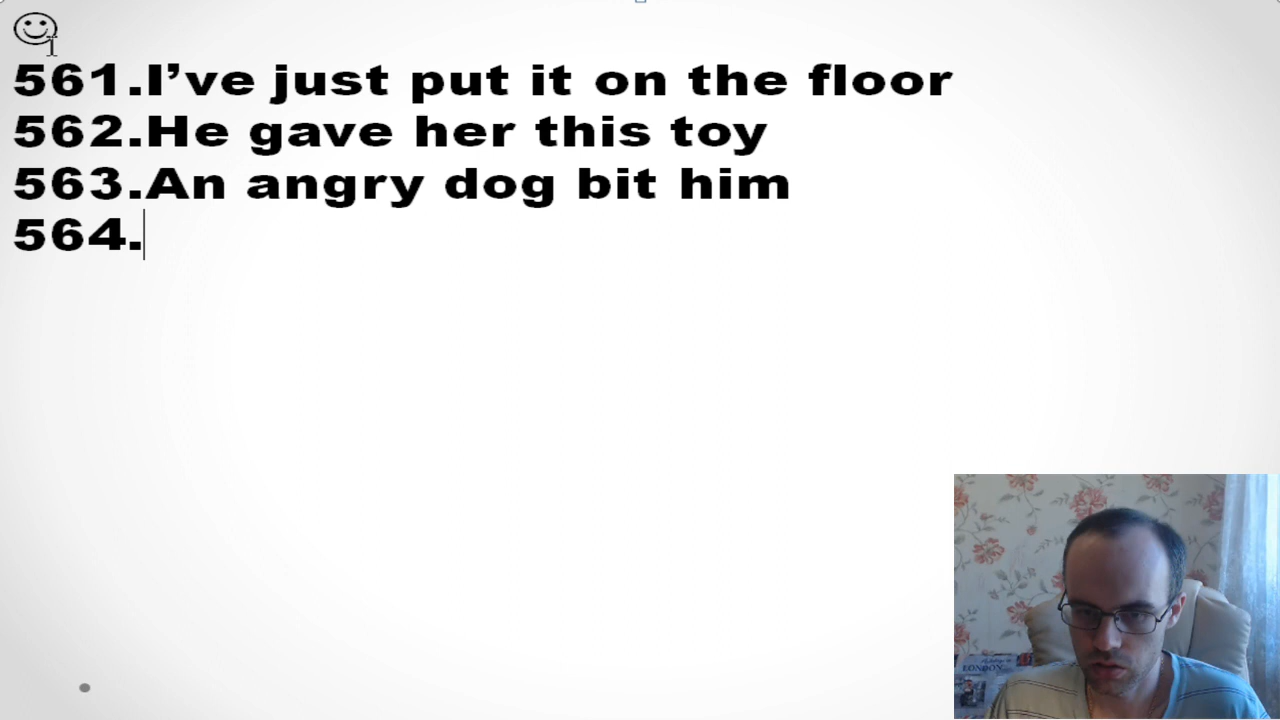 561.I’ve just put it on the floor
562.He gave her this toy
563.An angry dog bit him
564.
LONDON